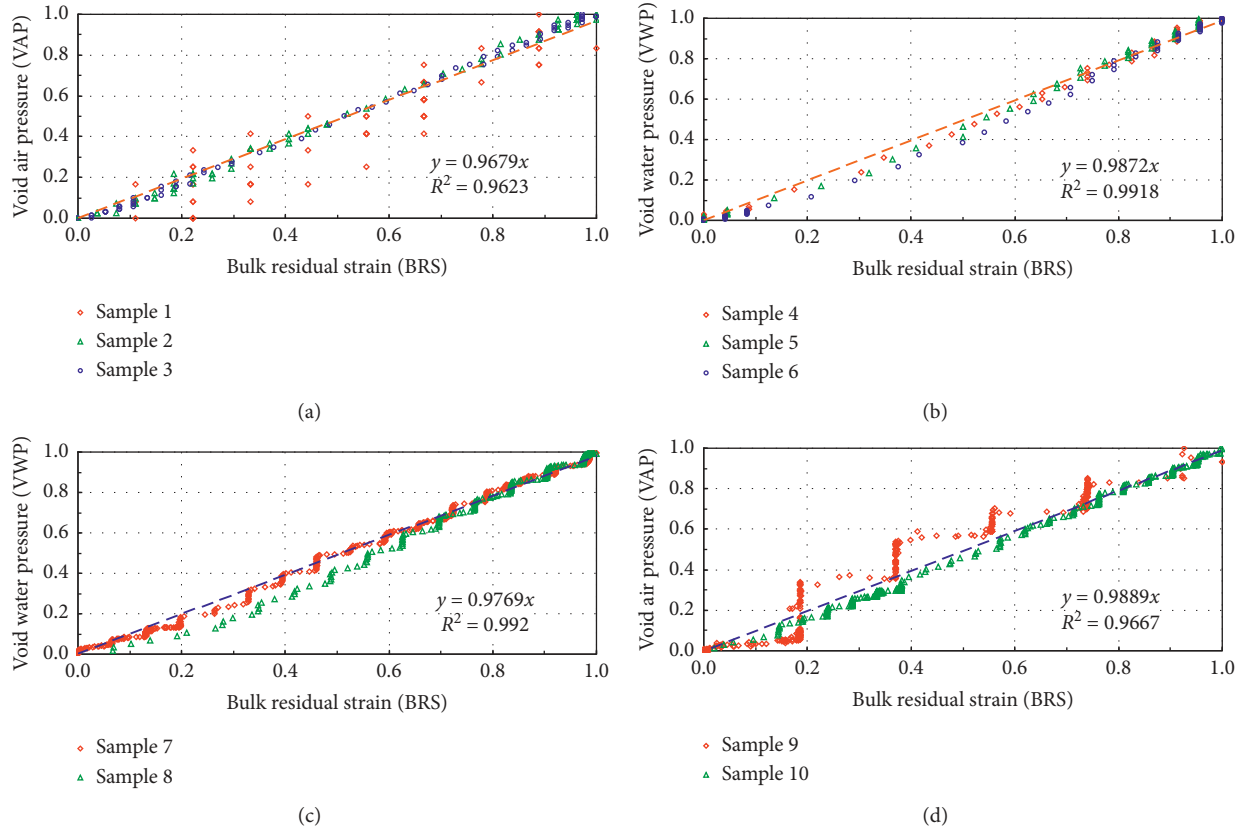 Void air pressure (VAP)
1.0
0.8
0.6
0.4
0.2
0.0
y = 0.9679x
R² = 0.9623
0.0 0.2 0.4 0.6 0.8 1.0
Bulk residual strain (BRS)
Sample 1
Sample 2
Sample 3
(a)
Void water pressure (VWP)
1.0
0.8
0.6
0.4
0.2
0.0
y = 0.9872x
R² = 0.9918
0.0 0.2 0.4 0.6 0.8 1.0
Bulk residual strain (BRS)
Sample 4
Sample 5
Sample 6
(b)
Void water pressure (VWP)
1.0
0.8
0.6
0.4
0.2
0.0
y = 0.9769x
R² = 0.992
0.0 0.2 0.4 0.6 0.8 1.0
Bulk residual strain (BRS)
Sample 7
Sample 8
(c)
Void air pressure (VAP)
1.0
0.8
0.6
0.4
0.2
0.0
y = 0.9889x
R² = 0.9667
0.0 0.2 0.4 0.6 0.8 1.0
Bulk residual strain (BRS)
Sample 9
Sample 10
(d)